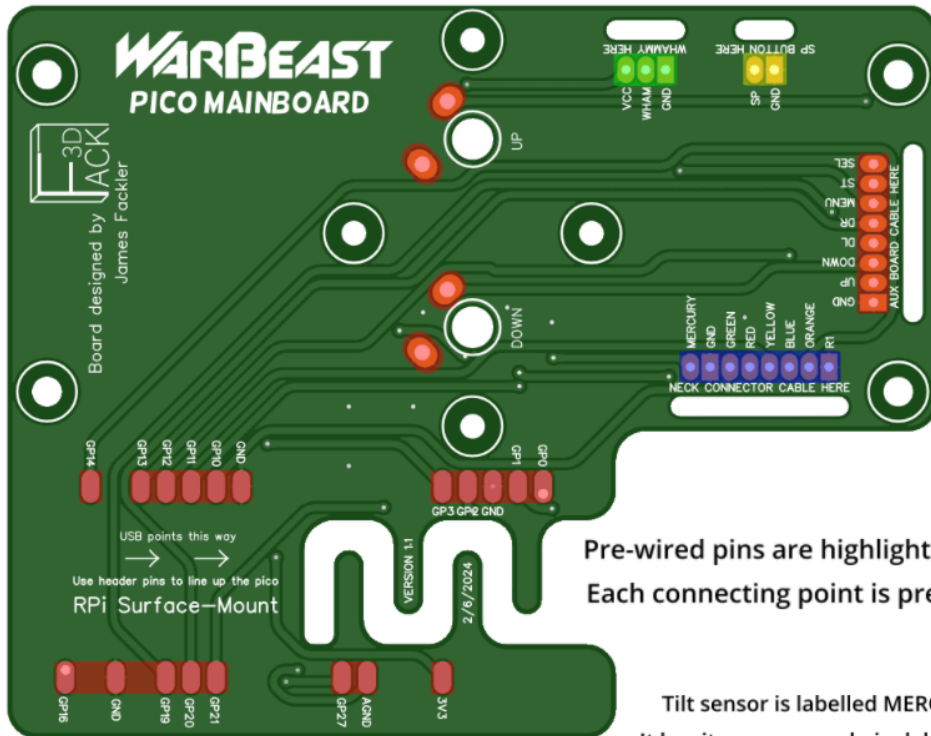 WARBEAST
PICO MAINBOARD
WHAMMY HERE
SP BUTTON HERE
VCC
WHAM
GND
SP
GND
F3D
ACK
Board designed by
James Fackler
UP
DOWN
SEL
ST
MENU
DR
DL
DOWN
UP
GND
AUX BOARD CABLE HERE
MERCURY
GND
GREEN
RED
YELLOW
BLUE
ORANGE
R1
NECK CONNECTOR CABLE HERE
GP14
GP13
GP12
GP11
GP10
GND
GP1
GP0
GP3 GP2 GND
USB points this way
Use header pins to line up the pico
RPi Surface-Mount
VERSION 1.1
2/6/2024
GP16
GND
GP19
GP20
GP21
GP27
AGND
3V3
Pre-wired pins are highlight
Each connecting point is pre
Tilt sensor is labelled MER